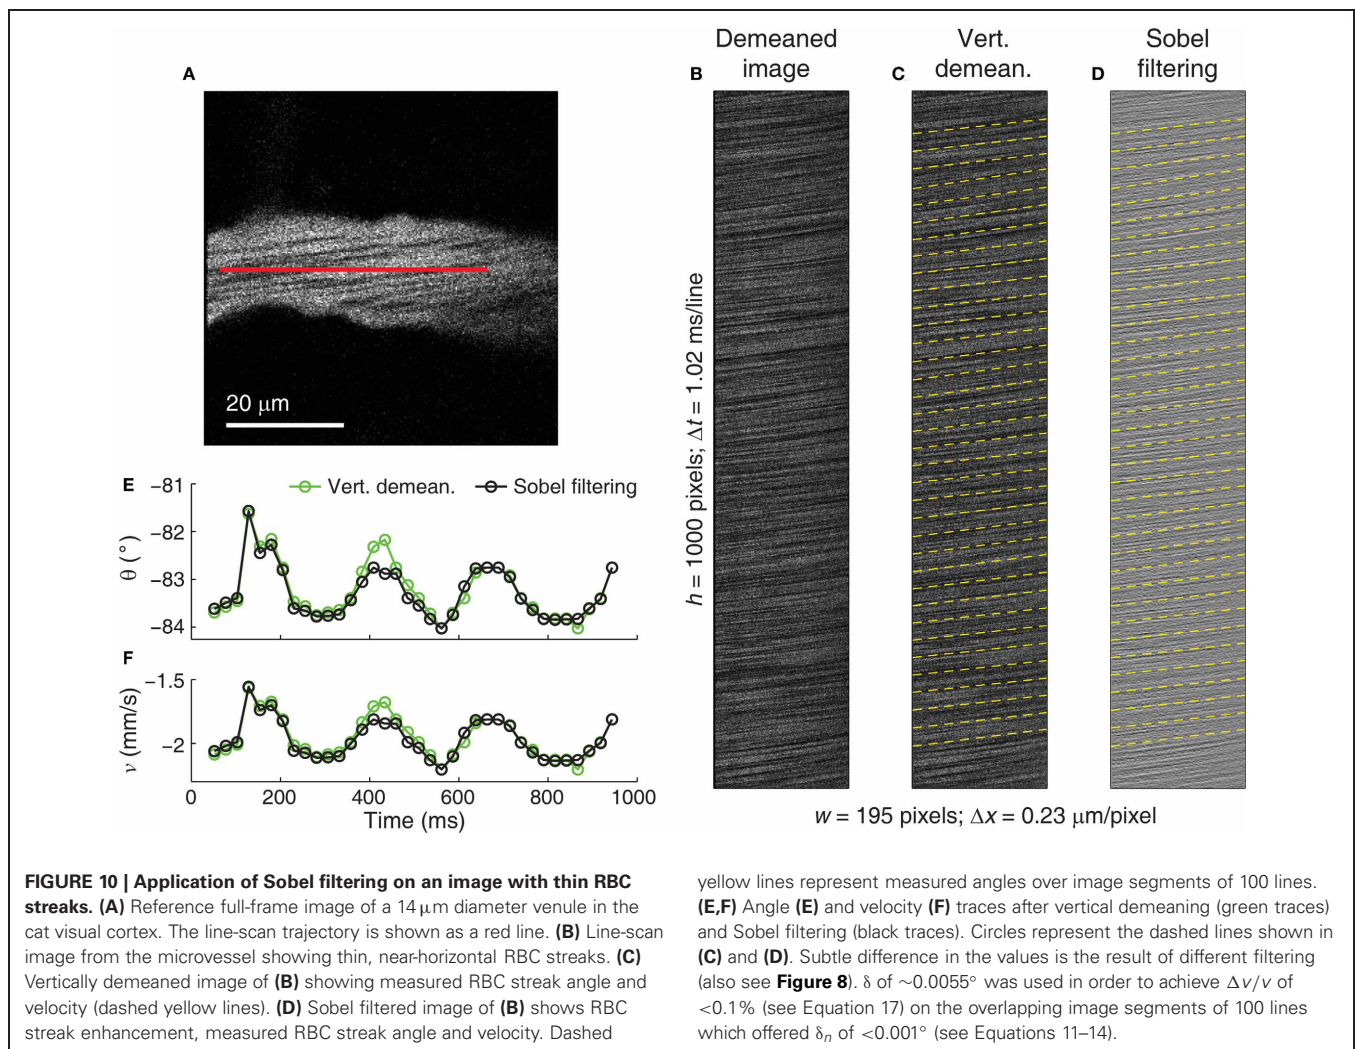 Demeaned
image
Vert.
demean.
Sobel
filtering
A
B
C
D
20 µm
h = 1000 pixels; Δt = 1.02 ms/line
w = 195 pixels; Δx = 0.23 µm/pixel
E
Vert. demean.
Sobel filtering
θ (°)
−81
−82
−83
−84
F
v (mm/s)
−1.5
−2
0 200 400 600 800 1000
Time (ms)
FIGURE 10 | Application of Sobel filtering on an image with thin RBC
streaks. (A) Reference full-frame image of a 14 µm diameter venule in the
cat visual cortex. The line-scan trajectory is shown as a red line. (B) Line-scan
image from the microvessel showing thin, near-horizontal RBC streaks. (C)
Vertically demeaned image of (B) showing measured RBC streak angle and
velocity (dashed yellow lines). (D) Sobel filtered image of (B) shows RBC
streak enhancement, measured RBC streak angle and velocity. Dashed
yellow lines represent measured angles over image segments of 100 lines.
(E,F) Angle (E) and velocity (F) traces after vertical demeaning (green traces)
and Sobel filtering (black traces). Circles represent the dashed lines shown in
(C) and (D). Subtle difference in the values is the result of different filtering
(also see Figure 8). δ of ~0.0055° was used in order to achieve Δv/v of
<0.1% (see Equation 17) on the overlapping image segments of 100 lines
which offered δn of <0.001° (see Equations 11–14).